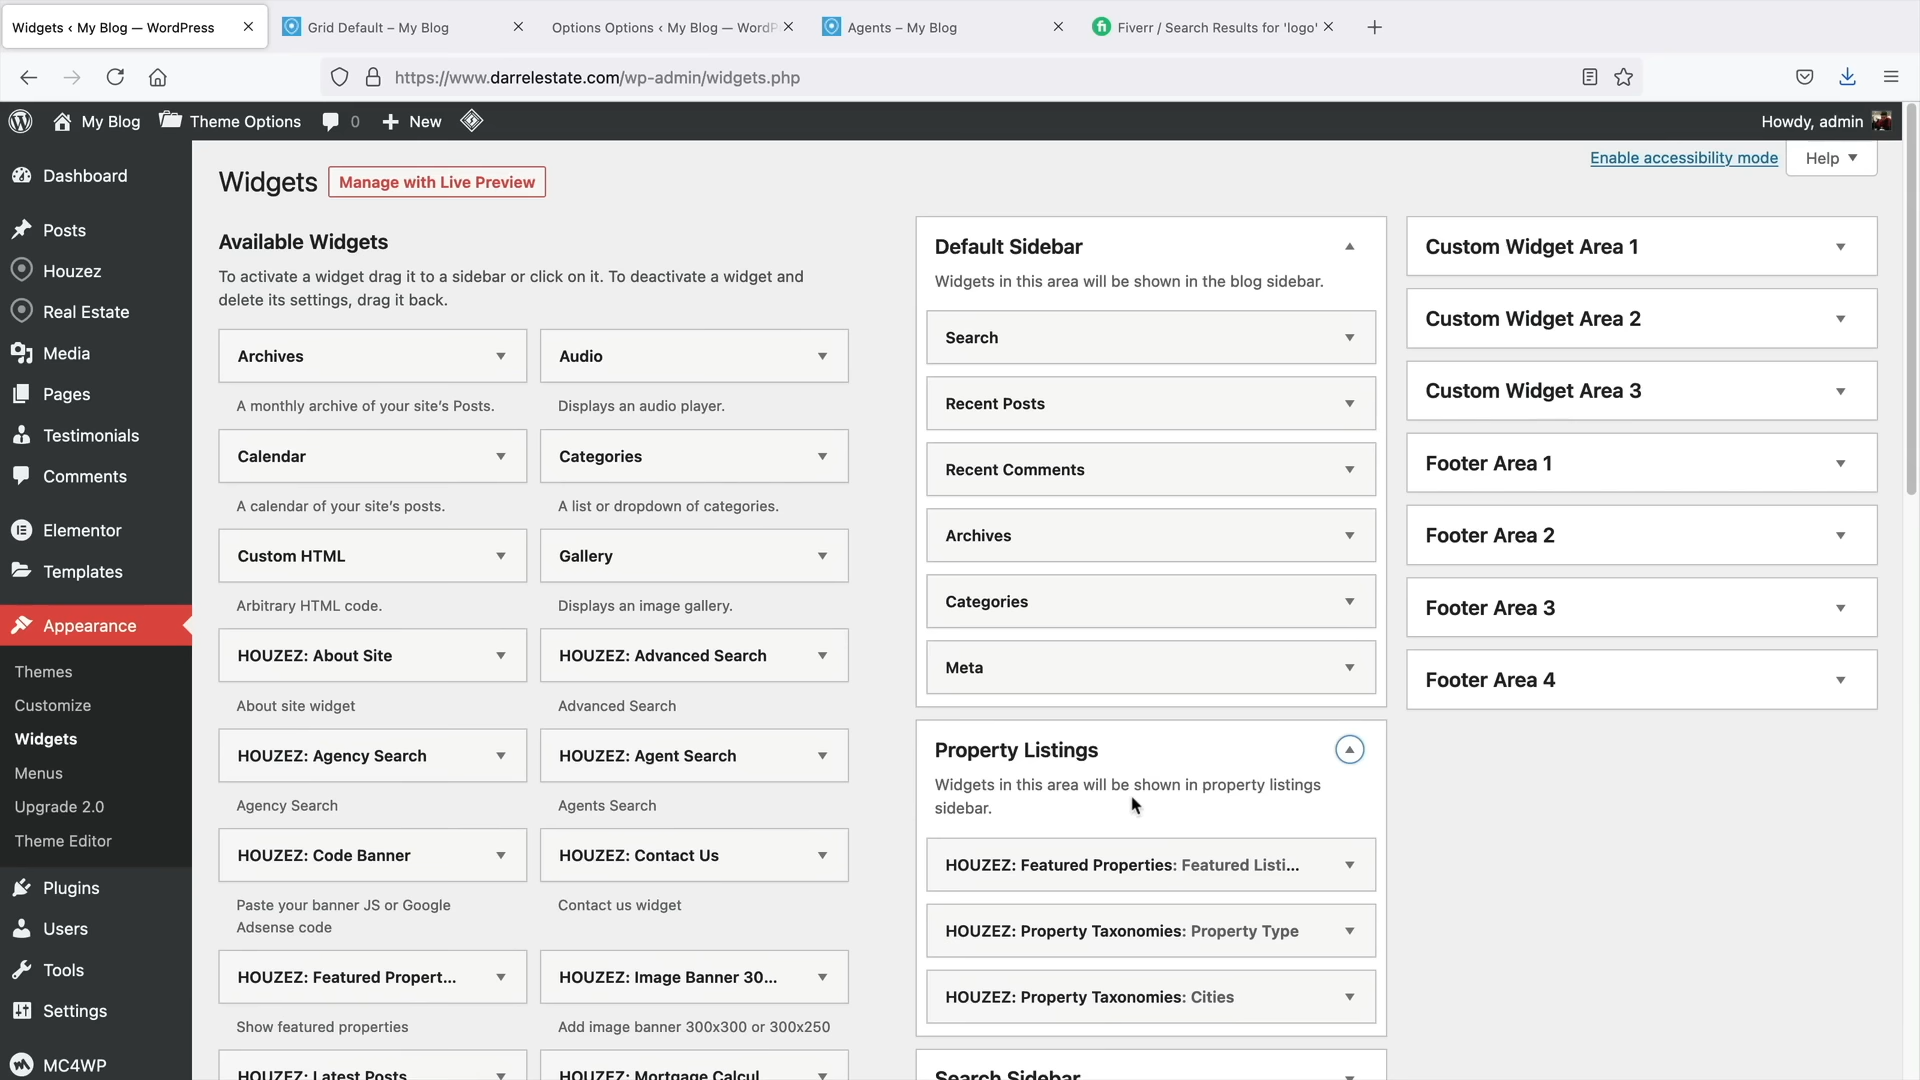 Widgets ‹ My Blog — WordPress
Grid Default – My Blog
Options Options ‹ My Blog — WordP
Agents – My Blog
Fiverr / Search Results for 'logo'
https://www.darrelestate.com/wp-admin/widgets.php
My Blog
Theme Options
0
New
Howdy, admin
Dashboard
Posts
Houzez
Real Estate
Media
Pages
Testimonials
Comments
Elementor
Templates
Appearance
Themes
Customize
Widgets
Menus
Upgrade 2.0
Theme Editor
Plugins
Users
Tools
Settings
MC4WP
Enable accessibility mode
Help
Widgets
Manage with Live Preview
Available Widgets
To activate a widget drag it to a sidebar or click on it. To deactivate a widget and
delete its settings, drag it back.
Archives
Audio
A monthly archive of your site's Posts.
Displays an audio player.
Calendar
Categories
A calendar of your site's posts.
A list or dropdown of categories.
Custom HTML
Gallery
Arbitrary HTML code.
Displays an image gallery.
HOUZEZ: About Site
HOUZEZ: Advanced Search
About site widget
Advanced Search
HOUZEZ: Agency Search
HOUZEZ: Agent Search
Agency Search
Agents Search
HOUZEZ: Code Banner
HOUZEZ: Contact Us
Paste your banner JS or Google
Adsense code
Contact us widget
HOUZEZ: Featured Propert...
HOUZEZ: Image Banner 30...
Show featured properties
Add image banner 300x300 or 300x250
HOUZEZ: Latest Posts
HOUZEZ: Mortgage Calcul
Default Sidebar
Widgets in this area will be shown in the blog sidebar.
Search
Recent Posts
Recent Comments
Archives
Categories
Meta
Property Listings
Widgets in this area will be shown in property listings
sidebar.
HOUZEZ: Featured Properties: Featured Listi...
HOUZEZ: Property Taxonomies: Property Type
HOUZEZ: Property Taxonomies: Cities
Search Sidebar
Custom Widget Area 1
Custom Widget Area 2
Custom Widget Area 3
Footer Area 1
Footer Area 2
Footer Area 3
Footer Area 4